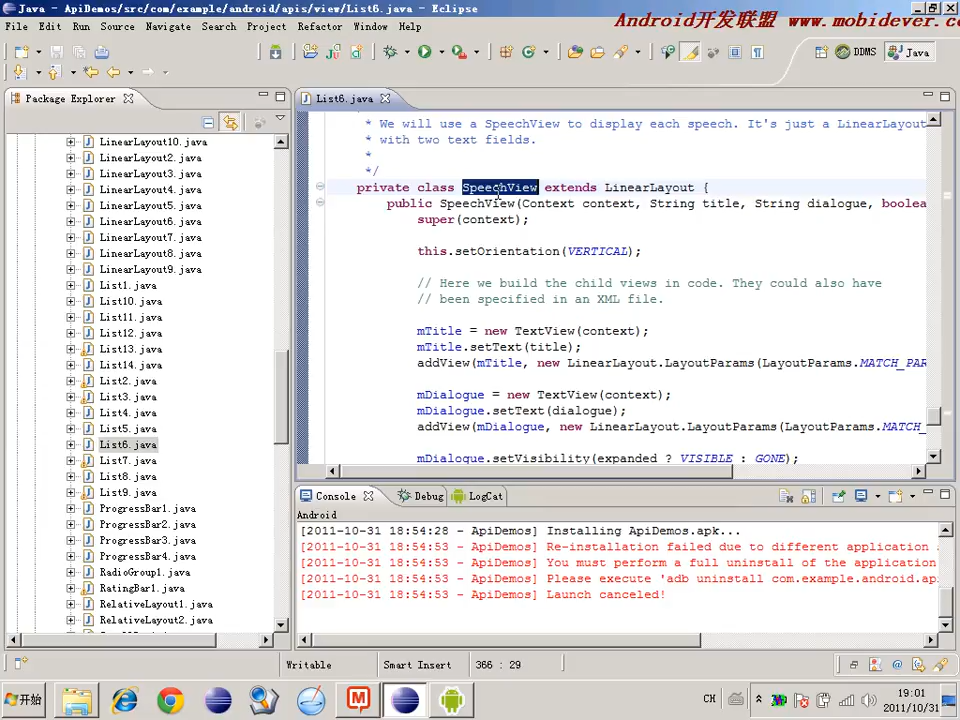 Java - ApiDemos/src/com/example/android/apis/view/List6.java - Eclipse
Android开发联盟 www.mobidever.co
File Edit Run Source Navigate Search Project Refactor Window Help
DDMS Java
Package Explorer
List6.java
LinearLayout10.java
LinearLayout2.java
LinearLayout3.java
LinearLayout4.java
LinearLayout5.java
LinearLayout6.java
LinearLayout7.java
LinearLayout8.java
LinearLayout9.java
List1.java
List10.java
List11.java
List12.java
List13.java
List14.java
List2.java
List3.java
List4.java
List5.java
List6.java
List7.java
List8.java
List9.java
ProgressBar1.java
ProgressBar2.java
ProgressBar3.java
ProgressBar4.java
RadioGroup1.java
RatingBar1.java
RelativeLayout1.java
RelativeLayout2.java
* We will use a SpeechView to display each speech. It's just a LinearLayout
* with two text fields.
*
*/
private class SpeechView extends LinearLayout {
public SpeechView(Context context, String title, String dialogue, boolea
super(context);
this.setOrientation(VERTICAL);
// Here we build the child views in code. They could also have
// been specified in an XML file.
mTitle = new TextView(context);
mTitle.setText(title);
addView(mTitle, new LinearLayout.LayoutParams(LayoutParams.MATCH_PAR
mDialogue = new TextView(context);
mDialogue.setText(dialogue);
addView(mDialogue, new LinearLayout.LayoutParams(LayoutParams.MATCH_
mDialogue.setVisibility(expanded ? VISIBLE : GONE);
Console Debug LogCat
Android
[2011-10-31 18:54:28 - ApiDemos] Installing ApiDemos.apk...
[2011-10-31 18:54:53 - ApiDemos] Re-installation failed due to different application
[2011-10-31 18:54:53 - ApiDemos] You must perform a full uninstall of the application
[2011-10-31 18:54:53 - ApiDemos] Please execute 'adb uninstall com.example.android.ap
[2011-10-31 18:54:53 - ApiDemos] Launch canceled!
Writable Smart Insert 366 : 29
开始
CH
19:01
2011/10/31